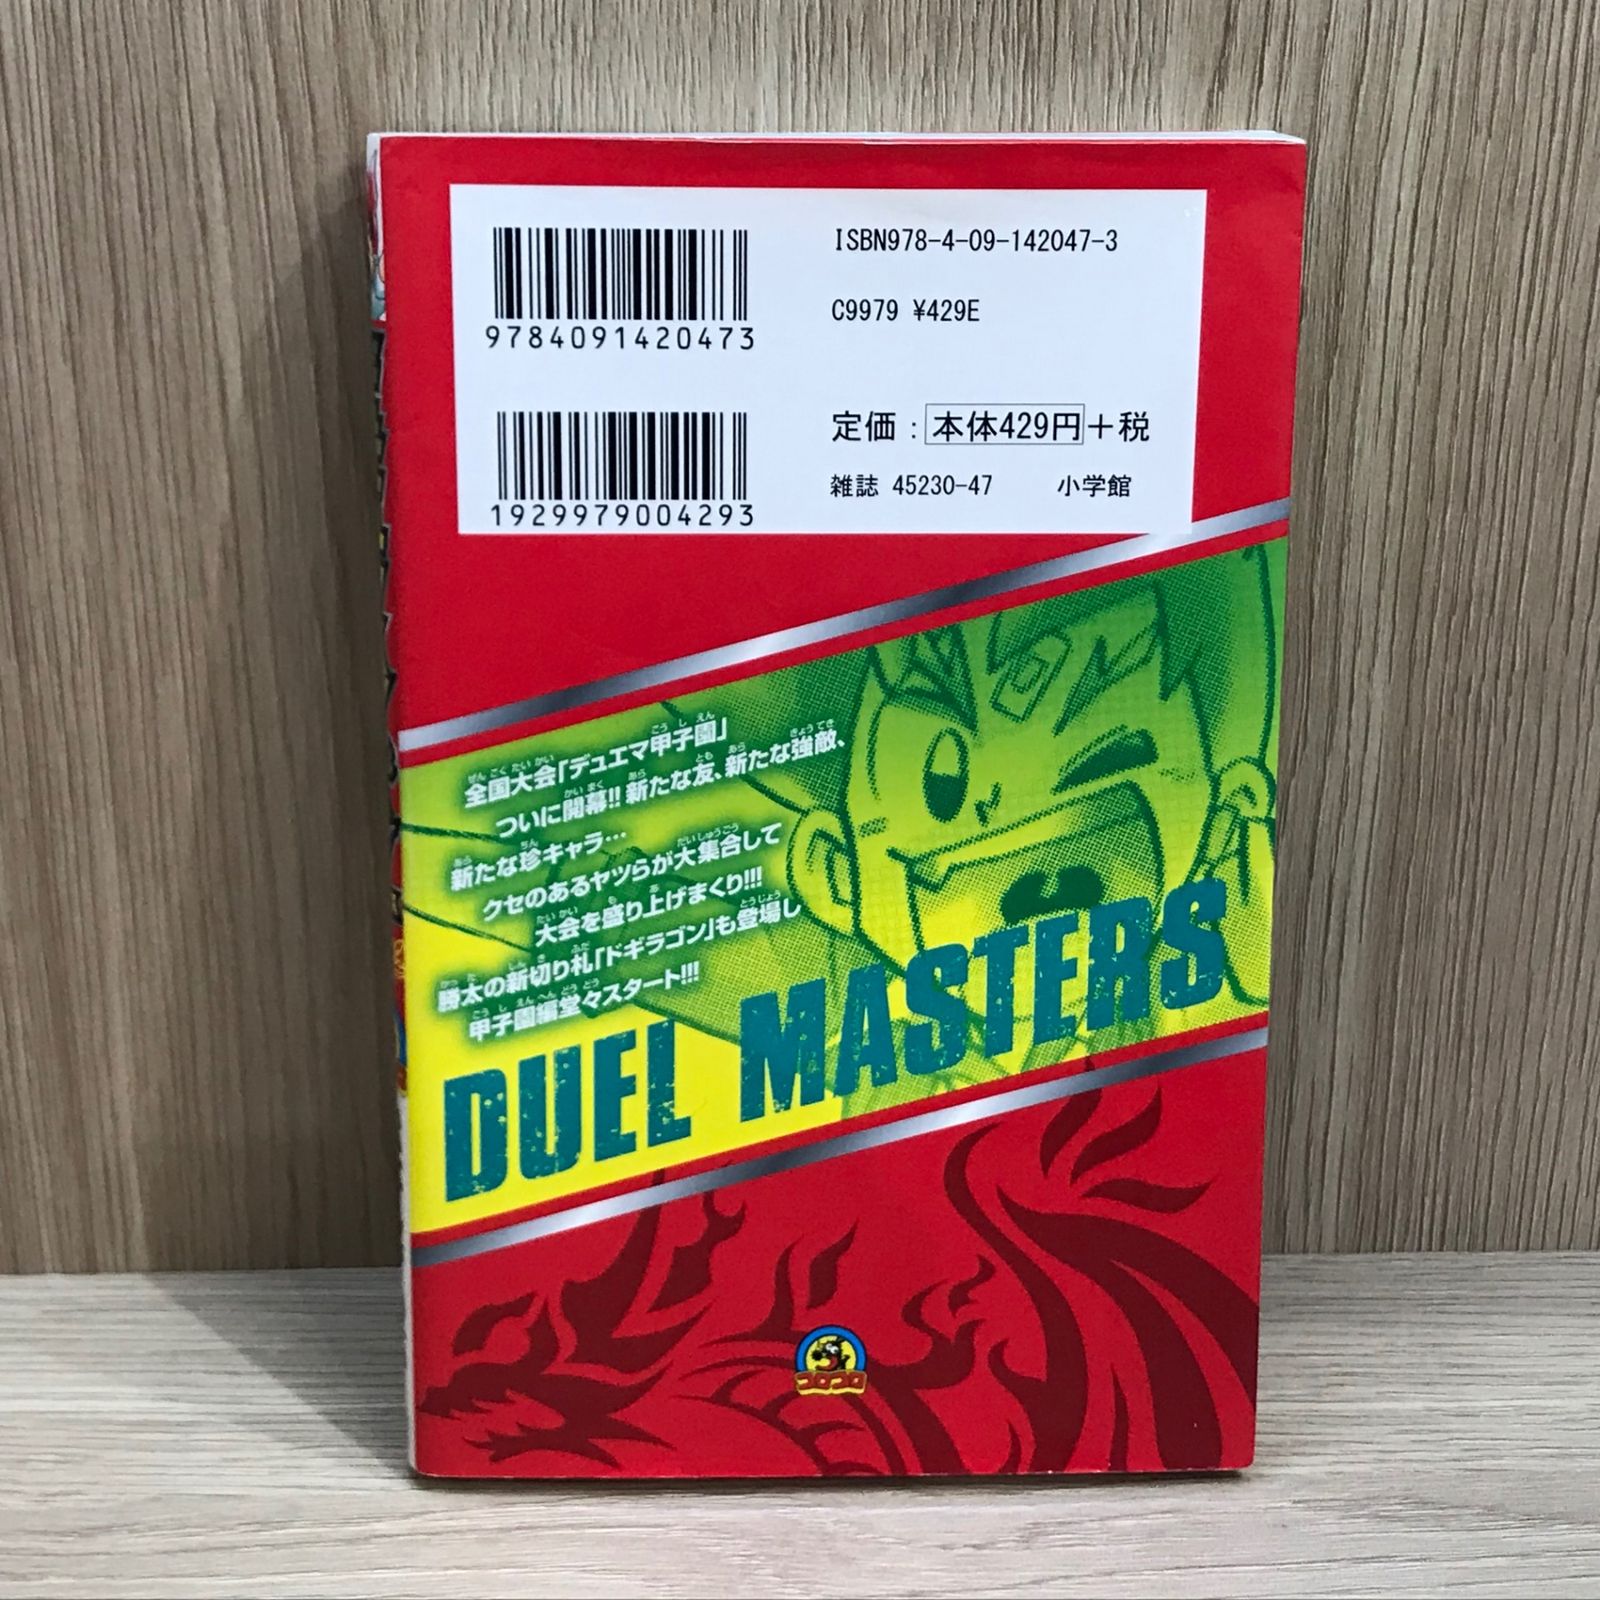 9784091420473
ISBN978-4-09-142047-3
C9979 ¥429E
1929979004293
定価：本体429円＋税
雑誌 45230-47 小学館
全国大会「デュエマ甲子園」
ついに開幕!! 新たな友、新たな強敵、
新たな珍キャラ…
クセのあるヤツらが大集合して
大会を盛り上げまくり!!!
勝太の新切り札「ドギラゴン」も登場し
甲子園編堂々スタート!!!
DUEL MASTERS
コロコロ